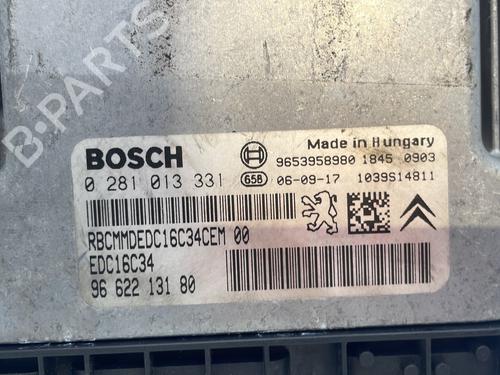 B-PARTS
BOSCH
Made in Hungary
9653958980 1845 0903
0 281 013 331 65B 06-09-17 1039S14811
RBCMMDEDC16C34CEM 00
EDC16C34
96 622 131 80